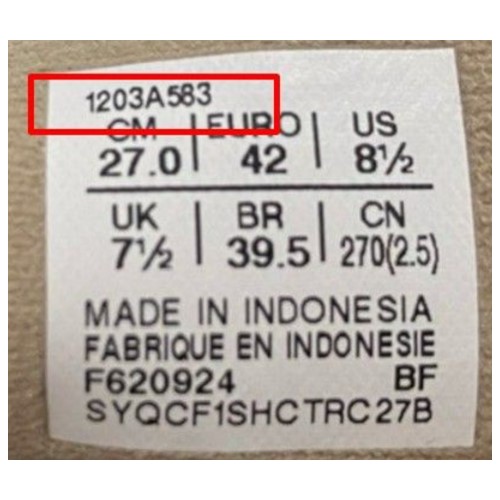 1203A583
CM | EURO | US
27.0 | 42 | 8½
UK | BR | CN
7½ | 39.5 | 270(2.5)
MADE IN INDONESIA
FABRIQUE EN INDONESIE
F620924 BF
SYQCF1SHCTRC27B